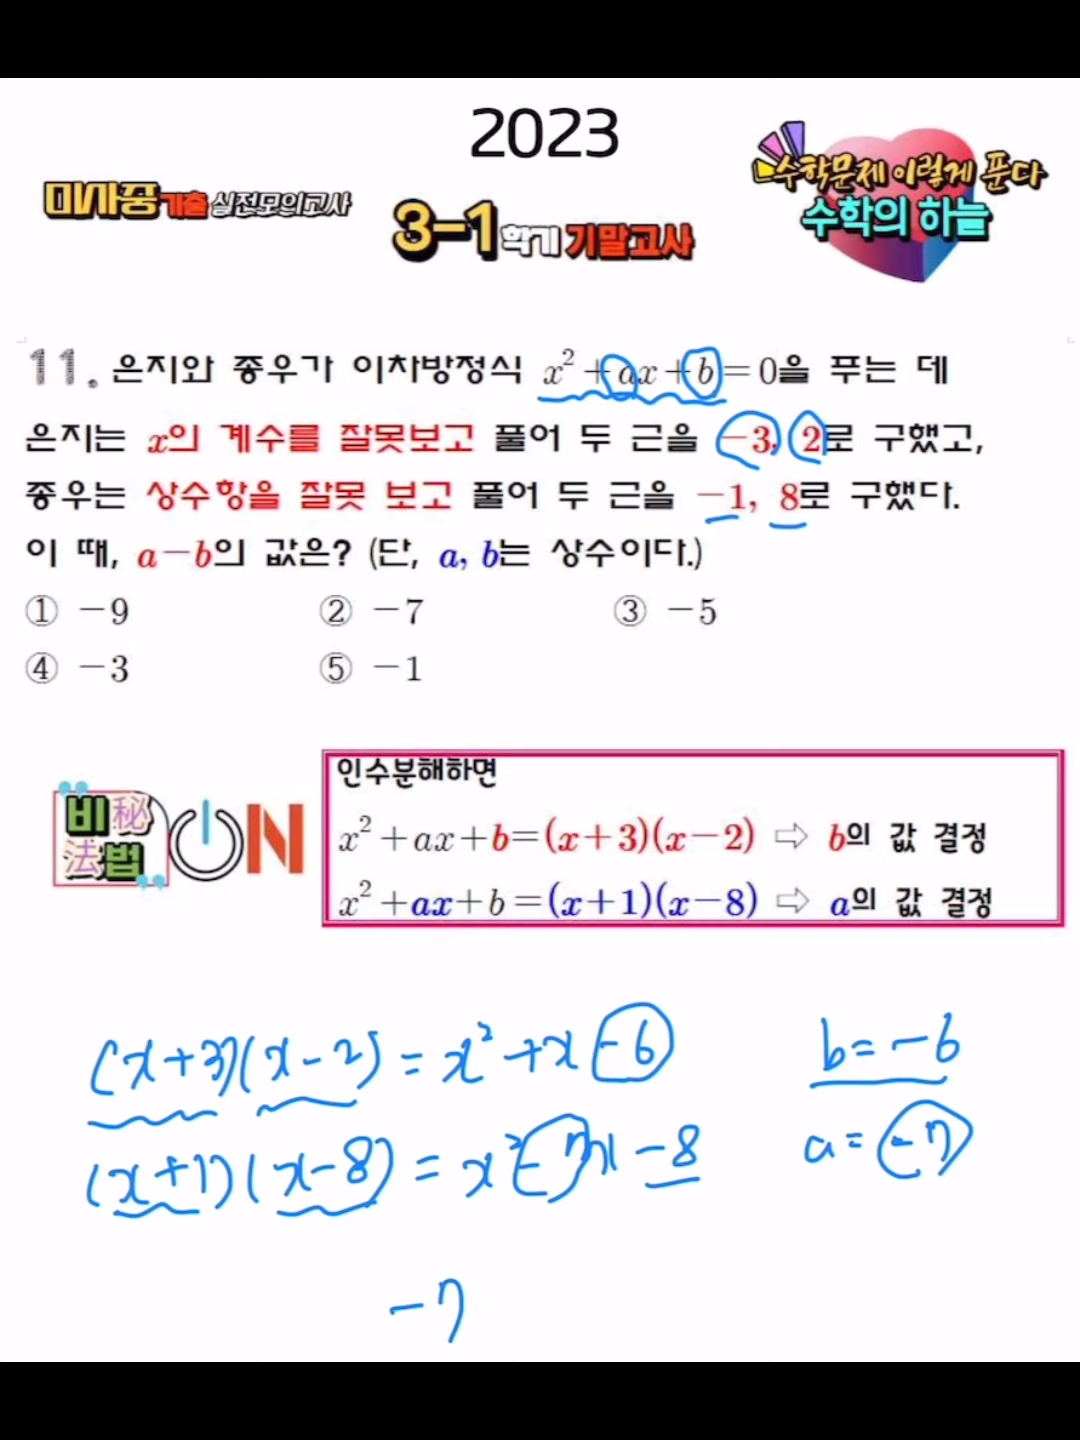 2023
미사중기출 실전모의고사
3-1학기 기말고사
수학문제 이렇게 푼다
수학의 하늘
11. 은지와 종우가 이차방정식 x²+ax+b=0을 푸는 데
은지는 x의 계수를 잘못보고 풀어 두 근을 -3, 2로 구했고,
종우는 상수항을 잘못 보고 풀어 두 근을 -1, 8로 구했다.
이 때, a-b의 값은? (단, a, b는 상수이다.)
① -9 ② -7 ③ -5
④ -3 ⑤ -1
비秘
法법
ON
인수분해하면
x²+ax+b=(x+3)(x-2) ⇨ b의 값 결정
x²+ax+b=(x+1)(x-8) ⇨ a의 값 결정
(x+3)(x-2)=x²+x-6 b=-6
(x+1)(x-8)=x²-7x-8 a=-7
-7